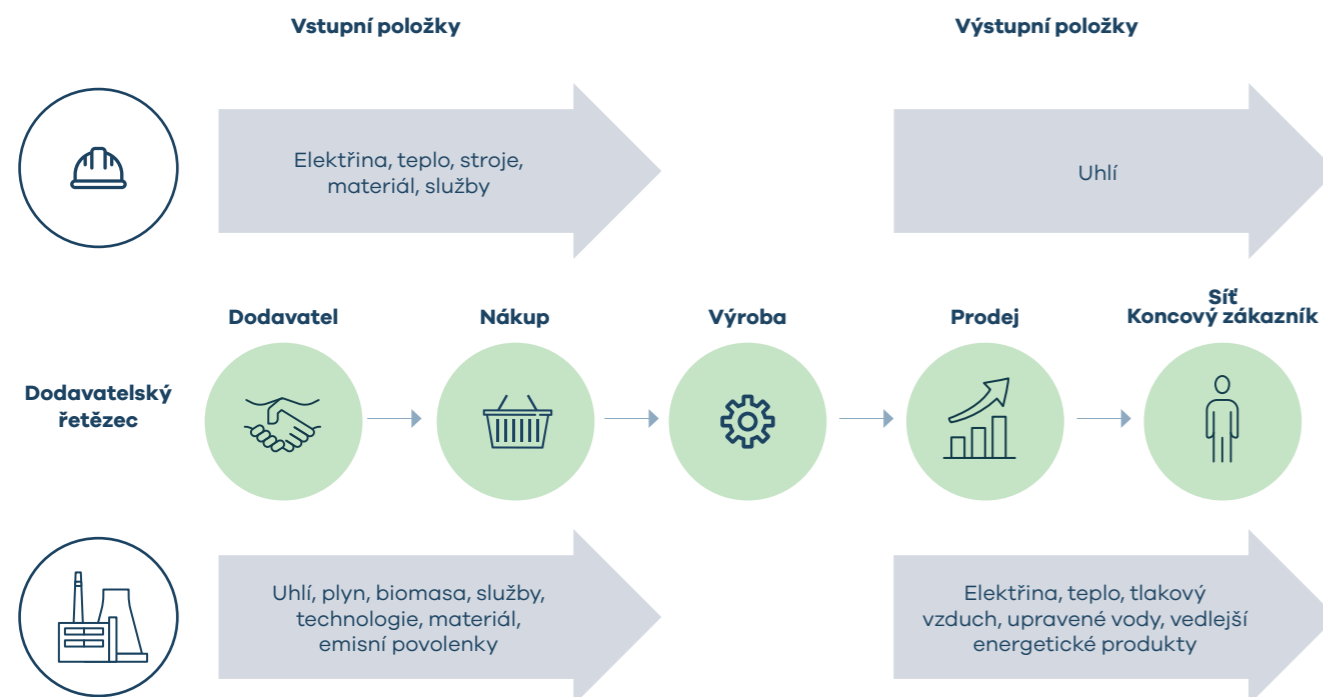 Vstupní položky
Výstupní položky
Elektřina, teplo, stroje,
materiál, služby
Uhlí
Dodavatel
Nákup
Výroba
Prodej
Síť
Koncový zákazník
Dodavatelský
řetězec
Uhlí, plyn, biomasa, služby,
technologie, materiál,
emisní povolenky
Elektřina, teplo, tlakový
vzduch, upravené vody, vedlejší
energetické produkty